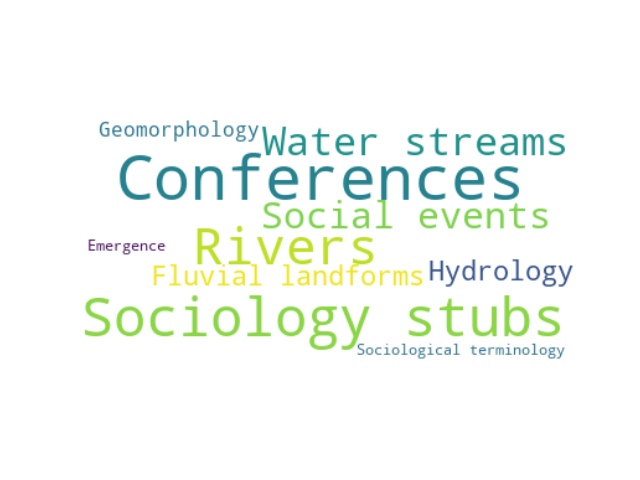 Geomorphology
Water streams
Conferences
Social events
Rivers
Emergence
Fluvial landforms
Hydrology
Sociology stubs
Sociological terminology